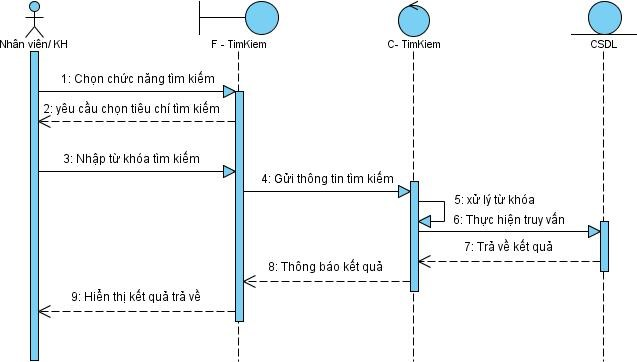 Nhân viên/ KH
F - TimKiem
C- TimKiem
CSDL
1: Chọn chức năng tìm kiếm
2: yêu cầu chọn tiêu chí tìm kiếm
3: Nhập từ khóa tìm kiếm
4: Gửi thông tin tìm kiếm
5: xử lý từ khóa
6: Thực hiện truy vấn
7: Trả về kết quả
8: Thông báo kết quả
9: Hiển thị kết quả trả về